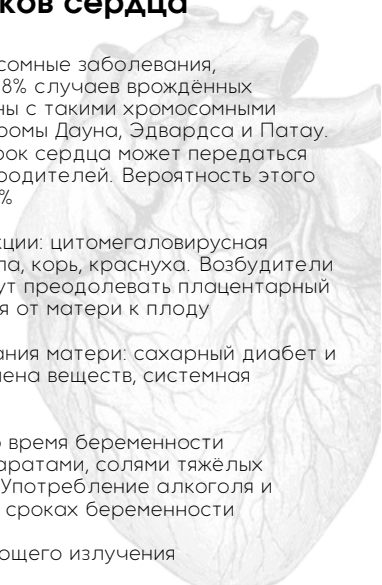 ков сердца
сомные заболевания,
8% случаев врождённых
ны с такими хромосомными
ромы Дауна, Эдвардса и Патау.
рок сердца может передаться
родителей. Вероятность этого
%
кции: цитомегаловирусная
па, корь, краснуха. Возбудители
ут преодолевать плацентарный
я от матери к плоду
ания матери: сахарный диабет и
мена веществ, системная
о время беременности
аратами, солями тяжёлых
Употребление алкоголя и
сроках беременности
ющего излучения